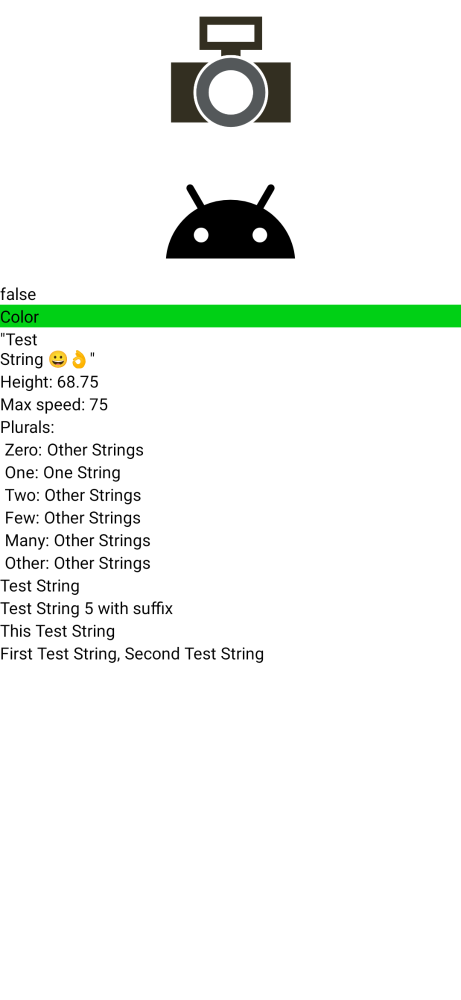 false
Color
"Test
String 😀👌"
Height: 68.75
Max speed: 75
Plurals:
Zero: Other Strings
One: One String
Two: Other Strings
Few: Other Strings
Many: Other Strings
Other: Other Strings
Test String
Test String 5 with suffix
This Test String
First Test String, Second Test String